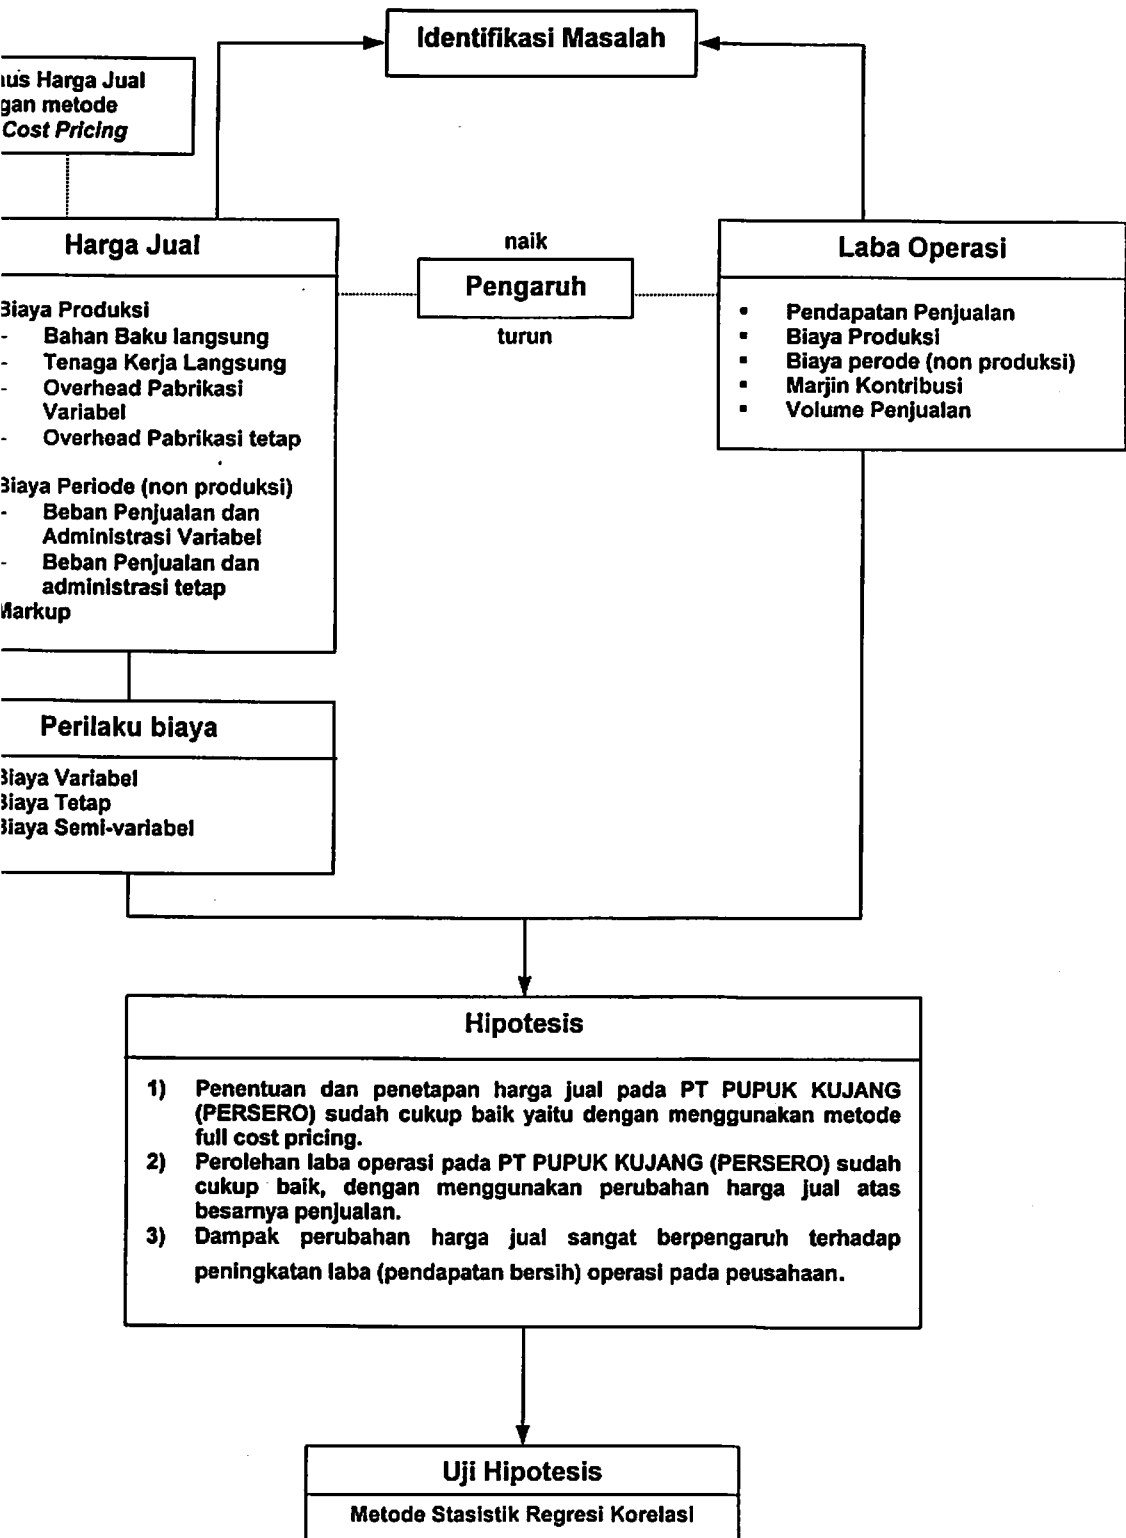 Identifikasi Masalah
Harga Jual
metode
Cost Pricing
Harga Jual
Biaya Produksi
- Bahan Baku langsung
- Tenaga Kerja Langsung
- Overhead Pabrikasi
Variabel
- Overhead Pabrikasi tetap
Biaya Periode (non produksi)
- Beban Penjualan dan
Administrasi Variabel
- Beban Penjualan dan
administrasi tetap
Markup
naik
Pengaruh
turun
Laba Operasi
▪ Pendapatan Penjualan
▪ Biaya Produksi
▪ Biaya perode (non produksi)
▪ Marjin Kontribusi
▪ Volume Penjualan
Perilaku biaya
Biaya Variabel
Biaya Tetap
Biaya Semi-variabel
Hipotesis
1) Penentuan dan penetapan harga jual pada PT PUPUK KUJANG
(PERSERO) sudah cukup baik yaitu dengan menggunakan metode
full cost pricing.
2) Perolehan laba operasi pada PT PUPUK KUJANG (PERSERO) sudah
cukup baik, dengan menggunakan perubahan harga jual atas
besarnya penjualan.
3) Dampak perubahan harga jual sangat berpengaruh terhadap
peningkatan laba (pendapatan bersih) operasi pada peusahaan.
Uji Hipotesis
Metode Stasistik Regresi Korelasi